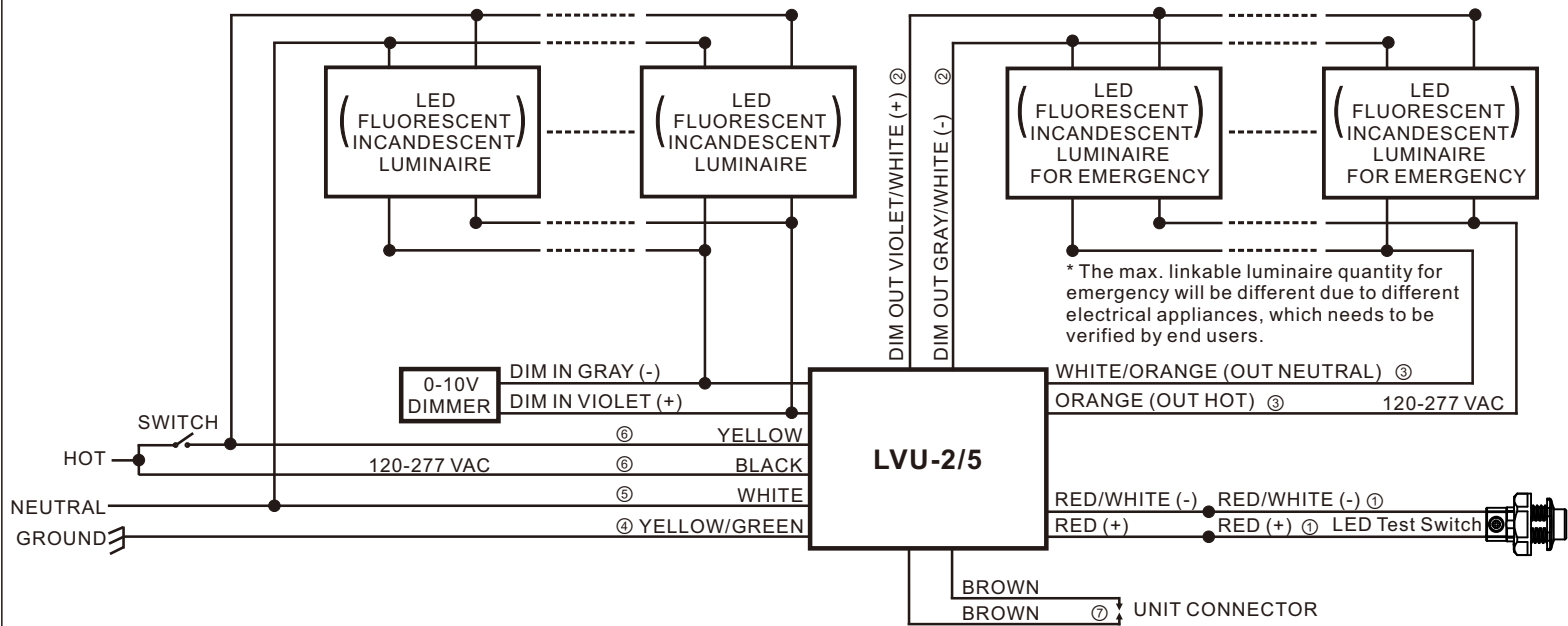 ( LED
FLUORESCENT
INCANDESCENT )
LUMINAIRE
( LED
FLUORESCENT
INCANDESCENT )
LUMINAIRE
DIM OUT VIOLET/WHITE (+) ②
DIM OUT GRAY/WHITE (-) ②
( LED
FLUORESCENT
INCANDESCENT )
LUMINAIRE
FOR EMERGENCY
( LED
FLUORESCENT
INCANDESCENT )
LUMINAIRE
FOR EMERGENCY
* The max. linkable luminaire quantity for
emergency will be different due to different
electrical appliances, which needs to be
verified by end users.
0-10V
DIMMER
DIM IN GRAY (-)
DIM IN VIOLET (+)
SWITCH
HOT
120-277 VAC
⑥ YELLOW
⑥ BLACK
NEUTRAL
⑤ WHITE
GROUND
④ YELLOW/GREEN
LVU-2/5
WHITE/ORANGE (OUT NEUTRAL) ③
ORANGE (OUT HOT) ③ 120-277 VAC
RED/WHITE (-) RED/WHITE (-) ①
RED (+) RED (+) ① LED Test Switch
BROWN
BROWN ⑦ UNIT CONNECTOR